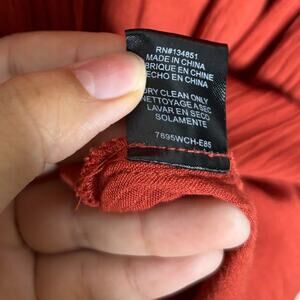 RN#134851
MADE IN CHINA
FABRIQUE EN CHINE
HECHO EN CHINA
DRY CLEAN ONLY
NETTOYAGE A SEC
LAVAR EN SECO
SOLAMENTE
7895WCH-E85